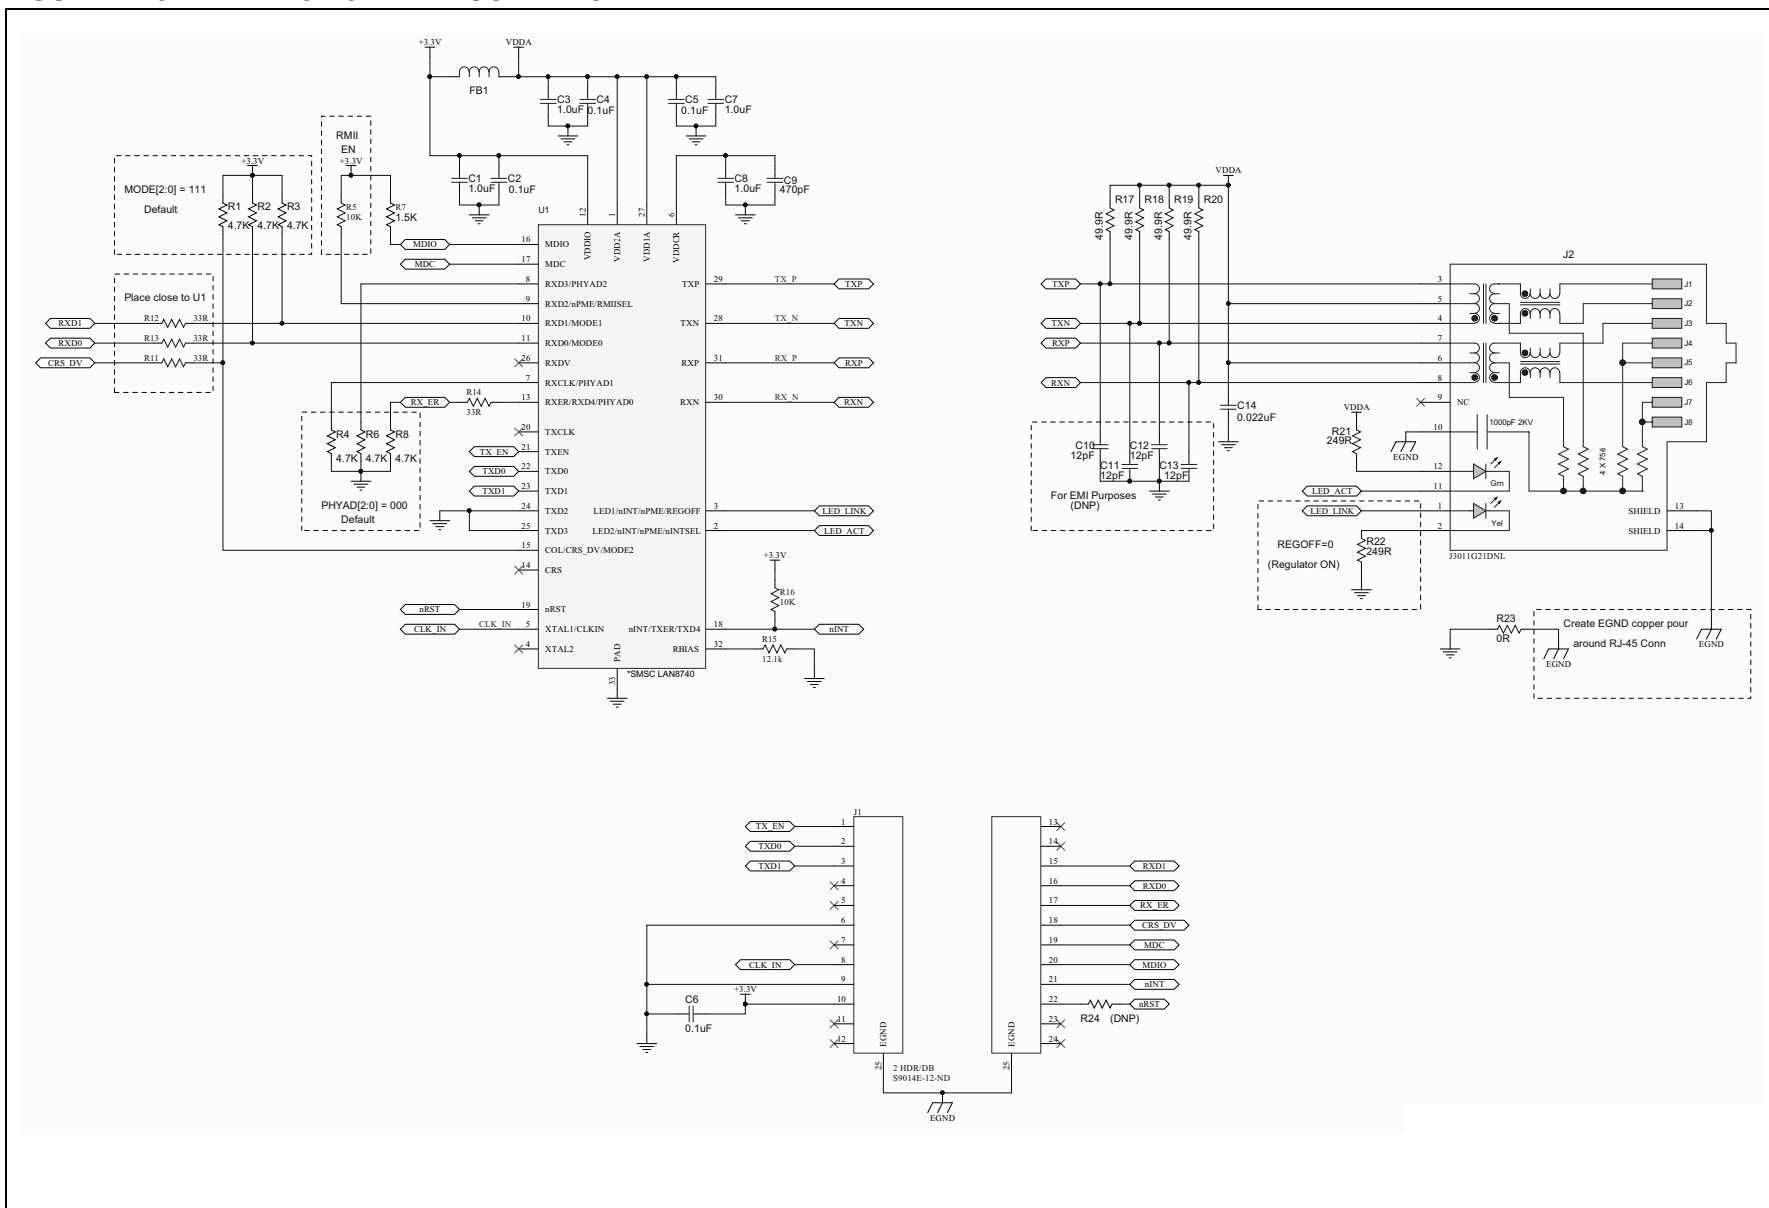 +3.3V
VDDA
FB1
C3
1.0uF
C4
0.1uF
C5
0.1uF
C7
1.0uF
RMII
EN
+3.3V
R5
10K
R7
1.5K
MODE[2:0] = 111
Default
+3.3V
R1
4.7K
R2
4.7K
R3
4.7K
C1
1.0uF
C2
0.1uF
C8
1.0uF
C9
470pF
U1
12
1
27
6
VDDIO
VDD2A
VDD1A
VDDCR
MDIO
16
MDIO
MDC
17
MDC
8
RXD3/PHYAD2
9
RXD2/nPME/RMIISEL
Place close to U1
RXD1
R12
33R
10
RXD1/MODE1
RXD0
R13
33R
11
RXD0/MODE0
CRS_DV
R11
33R
26
RXDV
7
RXCLK/PHYAD1
RX_ER
R14
33R
13
RXER/RXD4/PHYAD0
R4
4.7K
R6
4.7K
R8
4.7K
PHYAD[2:0] = 000
Default
20
TXCLK
TX_EN
21
TXEN
TXD0
22
TXD0
TXD1
23
TXD1
24
TXD2
25
TXD3
15
COL/CRS_DV/MODE2
14
CRS
nRST
19
nRST
CLK_IN
CLK_IN
5
XTAL1/CLKIN
4
XTAL2
PAD
33
*SMSC LAN8740
TXP
29
TX_P
TXP
TXN
28
TX_N
TXN
RXP
31
RX_P
RXP
RXN
30
RX_N
RXN
LED1/nINT/nPME/REGOFF
3
LED_LINK
LED2/nINT/nPME/nINTSEL
2
LED_ACT
+3.3V
R16
10K
nINT/TXER/TXD4
18
nINT
RBIAS
32
R15
12.1k
VDDA
R17
49.9R
R18
49.9R
R19
49.9R
R20
49.9R
TXP
TXN
RXP
RXN
C10
12pF
C11
12pF
C12
12pF
C13
12pF
For EMI Purposes
(DNP)
C14
0.022uF
J2
3
5
4
7
6
8
9
NC
10
1000pF 2KV
EGND
VDDA
R21
249R
12
Grn
LED_ACT
11
LED_LINK
1
Yel
2
R22
249R
REGOFF=0
(Regulator ON)
J1
J2
J3
J4
J5
J6
J7
J8
SHIELD
13
SHIELD
14
J3011G21DNL
R23
0R
EGND
Create EGND copper pour
around RJ-45 Conn
EGND
J1
TX_EN
1
TXD0
2
TXD1
3
4
5
6
7
CLK_IN
8
9
+3.3V
10
C6
0.1uF
11
12
EGND
25
2 HDR/DB
S9014E-12-ND
13
14
15
RXD1
16
RXD0
17
RX_ER
18
CRS_DV
19
MDC
20
MDIO
21
nINT
22
nRST
R24 (DNP)
23
24
EGND
25
EGND